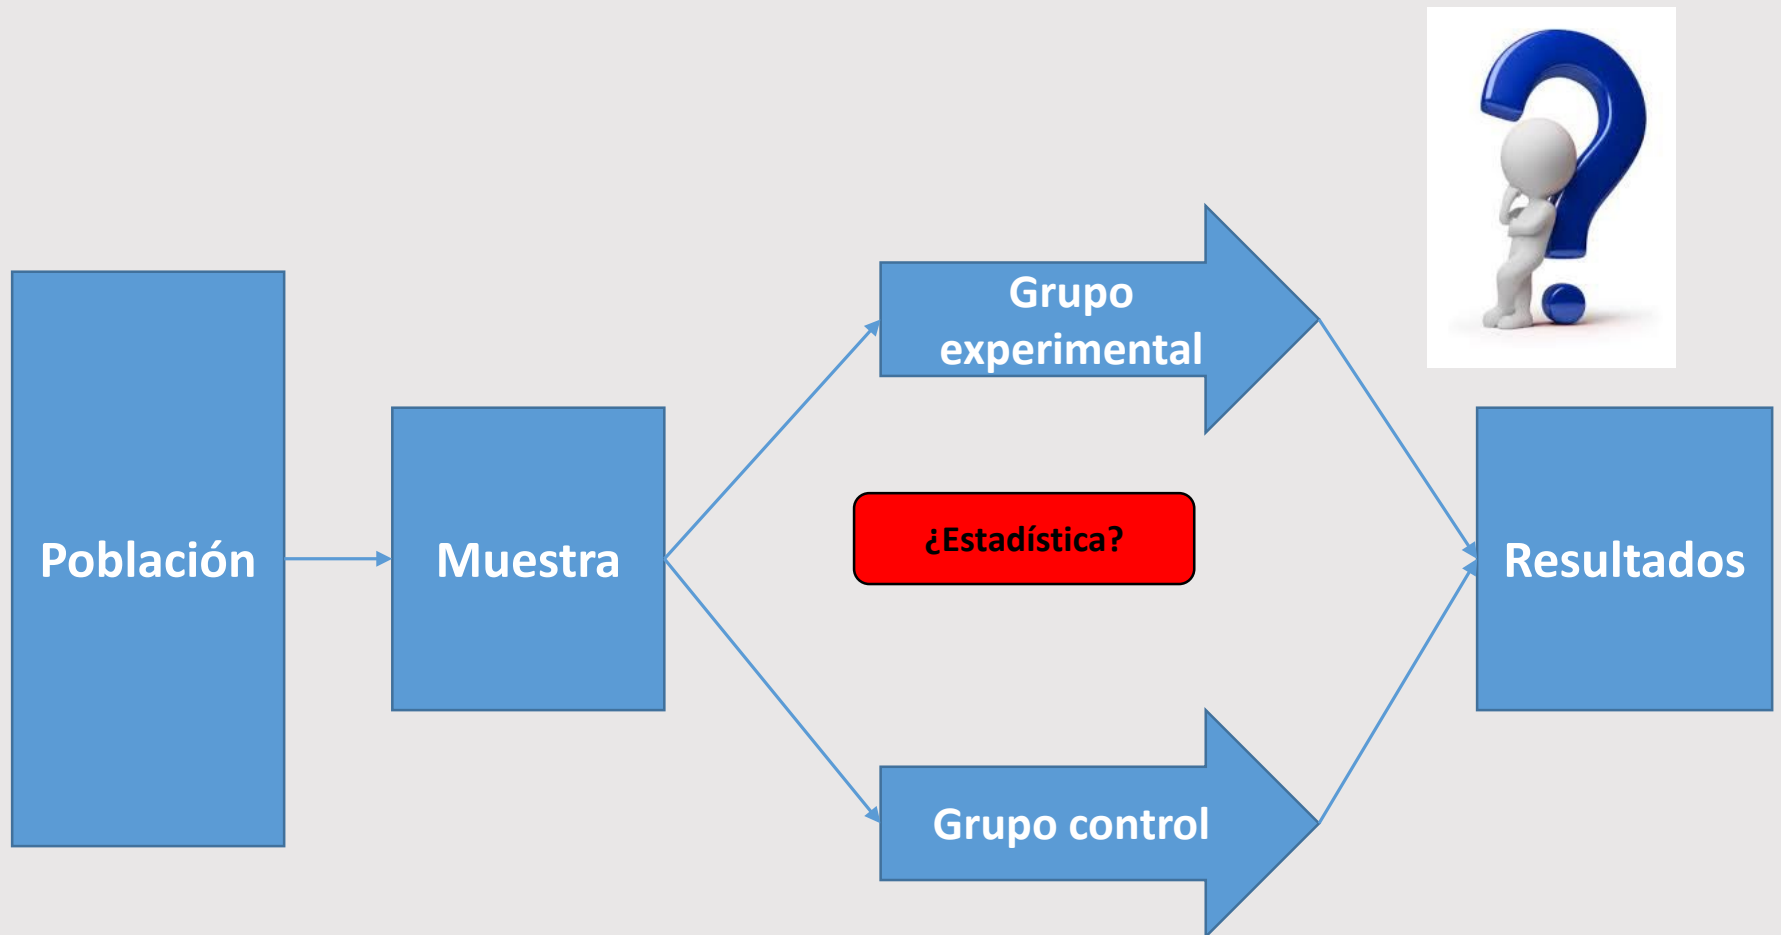 Población
Muestra
Grupo
experimental
¿Estadística?
Grupo control
Resultados